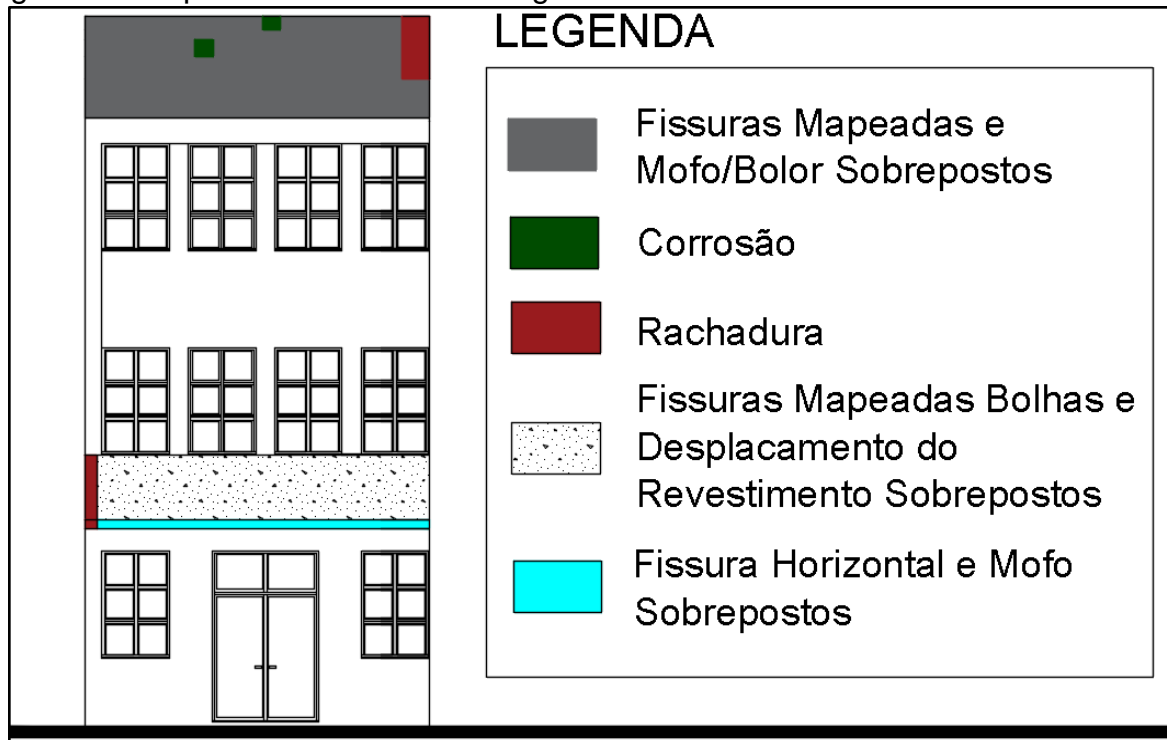 LEGENDA
Fissuras Mapeadas e
Mofo/Bolor Sobrepostos
Corrosão
Rachadura
Fissuras Mapeadas Bolhas e
Desplacamento do
Revestimento Sobrepostos
Fissura Horizontal e Mofo
Sobrepostos